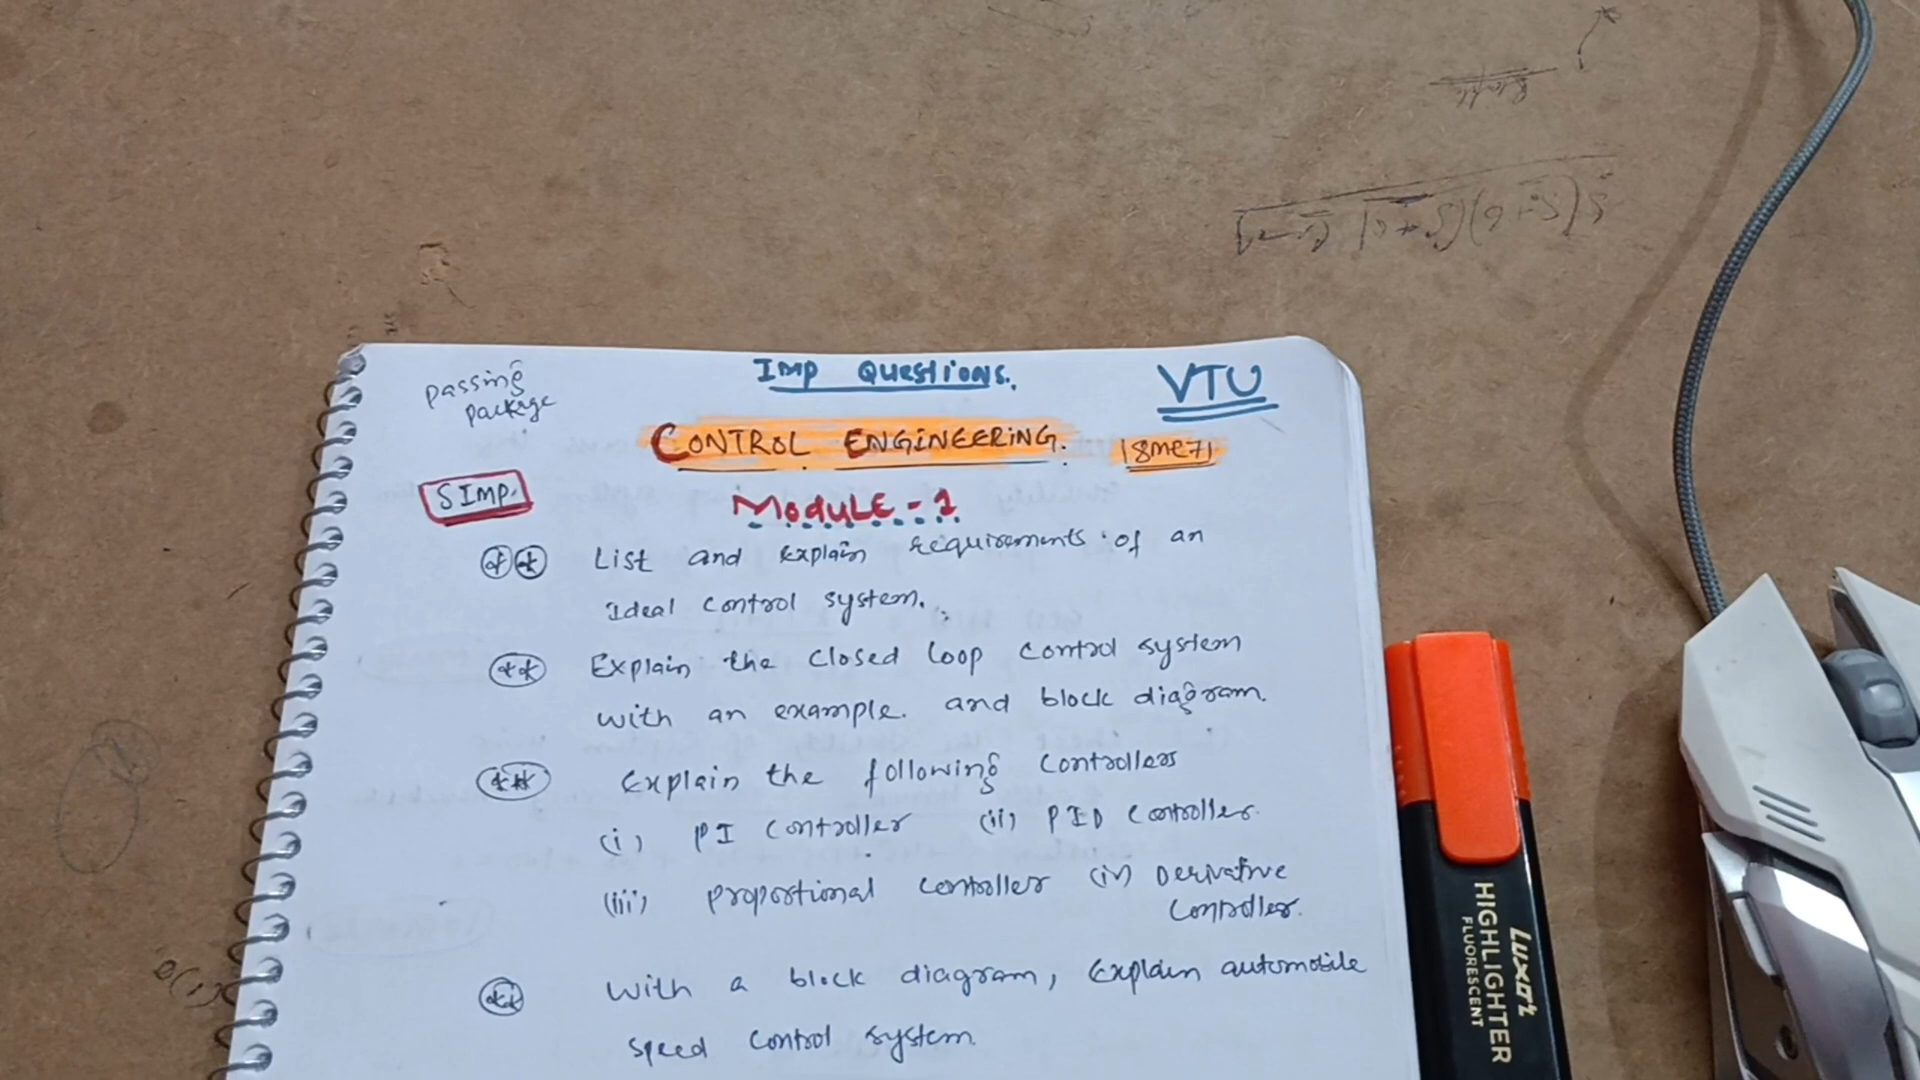 passing
package
Imp Questions.
VTU
CONTROL ENGINEERING.
18ME71
SIMP.
Module - 1
** List and explain requirements of an
Ideal control system.
** Explain the closed loop control system
with an example. and block diagram.
** Explain the following controllers
(i) PI controller (ii) PID controller.
(iii) proportional controller (iv) Derivative
controller.
** With a block diagram, Explain automobile
speed control system.
Luxor
HIGHLIGHTER
FLUORESCENT